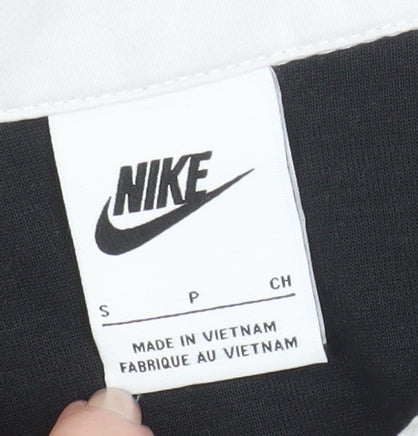 NIKE
S P CH
MADE IN VIETNAM
FABRIQUE AU VIETNAM